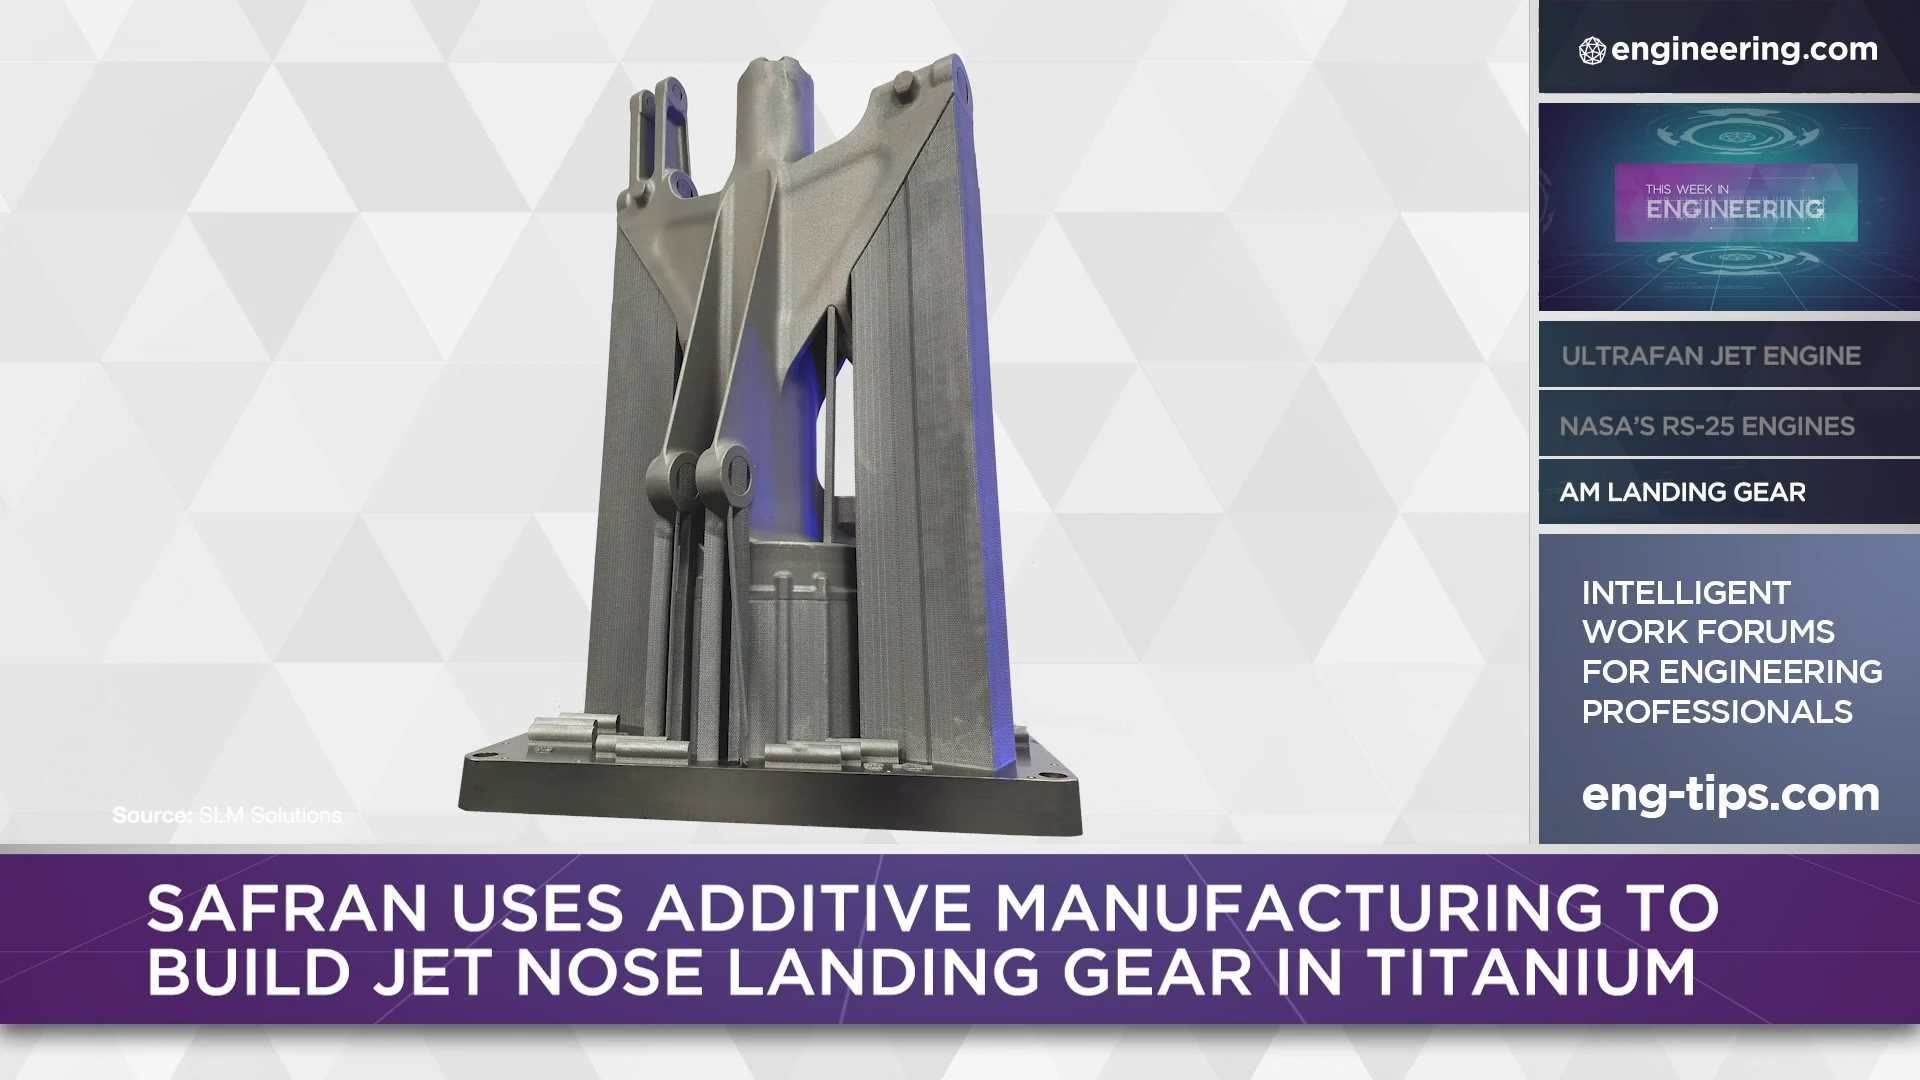 engineering.com
THIS WEEK IN
ENGINEERING
ULTRAFAN JET ENGINE
NASA'S RS-25 ENGINES
AM LANDING GEAR
INTELLIGENT
WORK FORUMS
FOR ENGINEERING
PROFESSIONALS
eng-tips.com
Source: SLM Solutions
SAFRAN USES ADDITIVE MANUFACTURING TO
BUILD JET NOSE LANDING GEAR IN TITANIUM